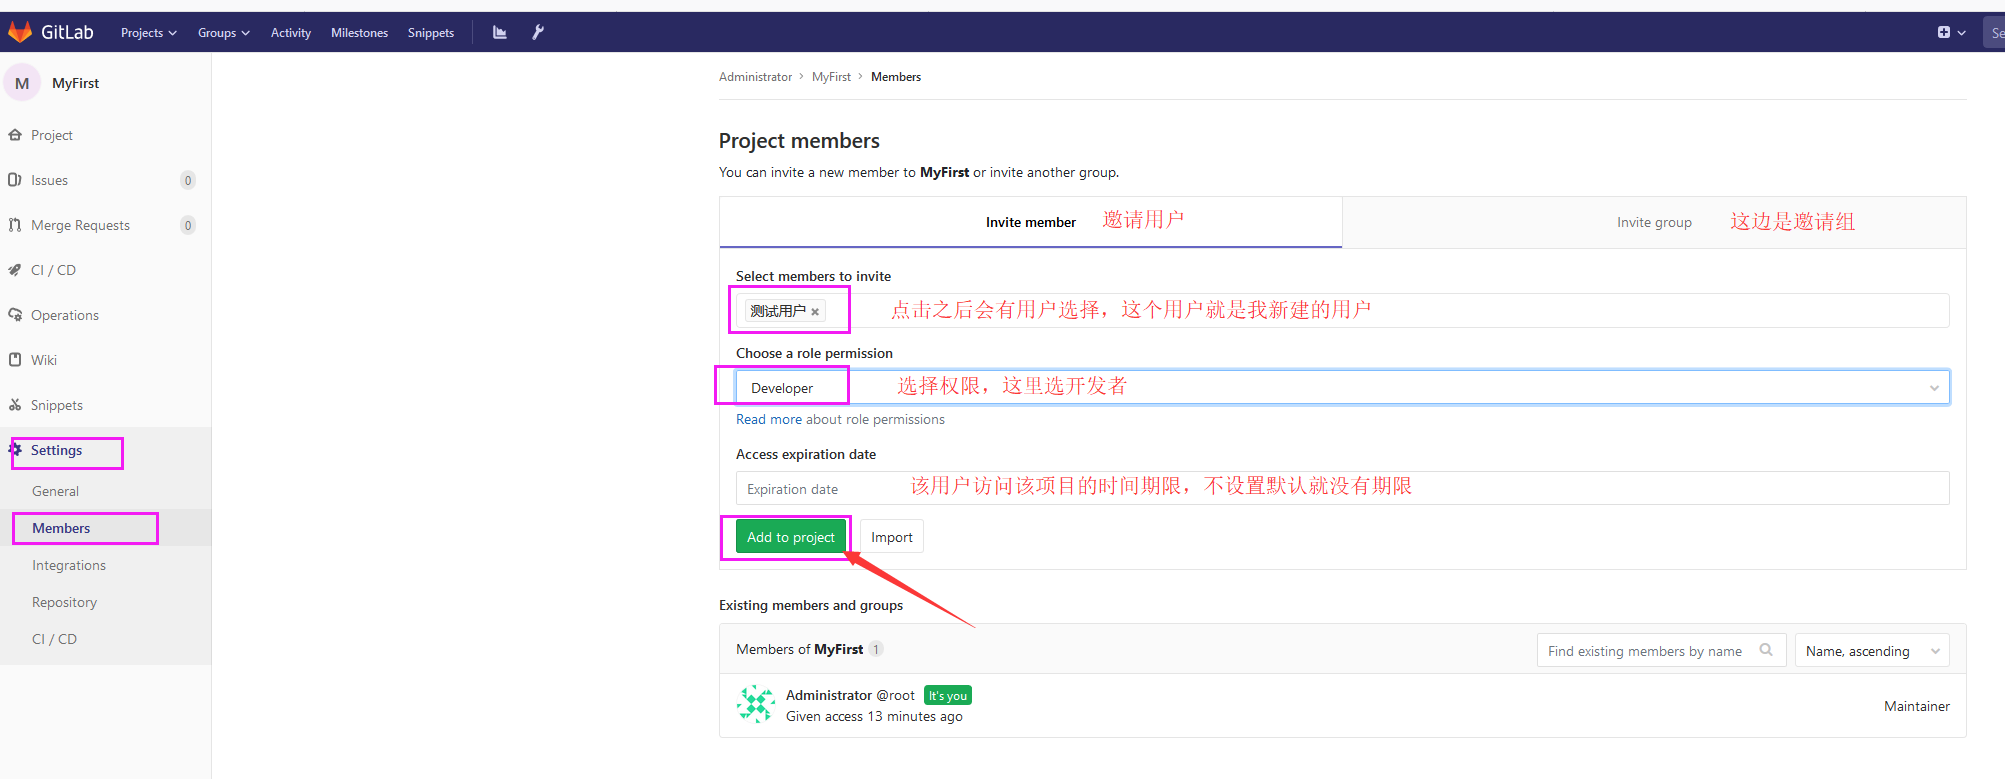 GitLab Projects Groups Activity Milestones Snippets Se
M MyFirst
Project
Issues 0
Merge Requests 0
CI / CD
Operations
Wiki
Snippets
Settings
General
Members
Integrations
Repository
CI / CD
Administrator › MyFirst › Members
Project members
You can invite a new member to MyFirst or invite another group.
Invite member 邀请用户
Invite group 这边是邀请组
Select members to invite
测试用户 × 点击之后会有用户选择，这个用户就是我新建的用户
Choose a role permission
Developer 选择权限，这里选开发者
Read more about role permissions
Access expiration date
Expiration date 该用户访问该项目的时间期限，不设置默认就没有期限
Add to project Import
Existing members and groups
Members of MyFirst 1 Find existing members by name Name, ascending
Administrator @root It's you
Given access 13 minutes ago
Maintainer